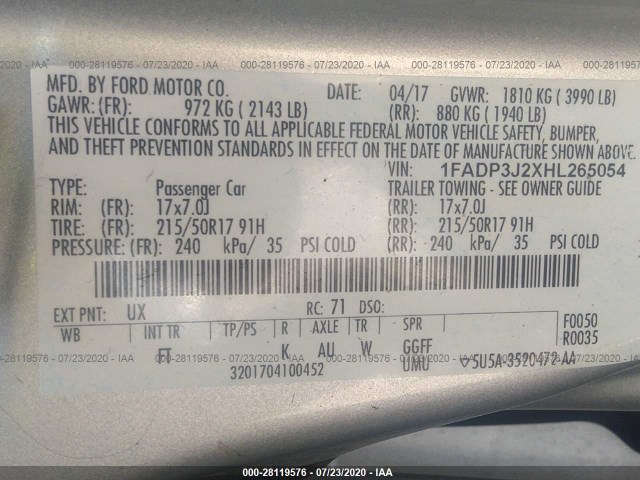 000-28119576 / 07/23/2020 - IAA
MFD. BY FORD MOTOR CO. DATE: 04/17 GVWR: 1810 KG ( 3990 LB)
GAWR: (FR): 972 KG ( 2143 LB) (RR): 880 KG ( 1940 LB)
THIS VEHICLE CONFORMS TO ALL APPLICABLE FEDERAL MOTOR VEHICLE SAFETY, BUMPER,
AND THEFT PREVENTION STANDARDS IN EFFECT ON THE DATE OF MANUFACTURE SHOWN ABOVE.
VIN: 1FADP3J2XHL265054
TYPE: Passenger Car TRAILER TOWING - SEE OWNER GUIDE
RIM: (FR): 17x7.0J (RR): 17x7.0J
TIRE: (FR): 215/50R17 91H (RR): 215/50R17 91H
PRESSURE: (FR): 240 kPa/ 35 PSI COLD (RR): 240 kPa/ 35 PSI COLD
EXT PNT: UX RC: 71 DSO:
WB INT TR TP/PS R AXLE TR SPR F0050
R0035
FT K AU W GGFF
3201704100452 UMU 5U5A-3520472-AA
000-28119576 / 07/23/2020 - IAA